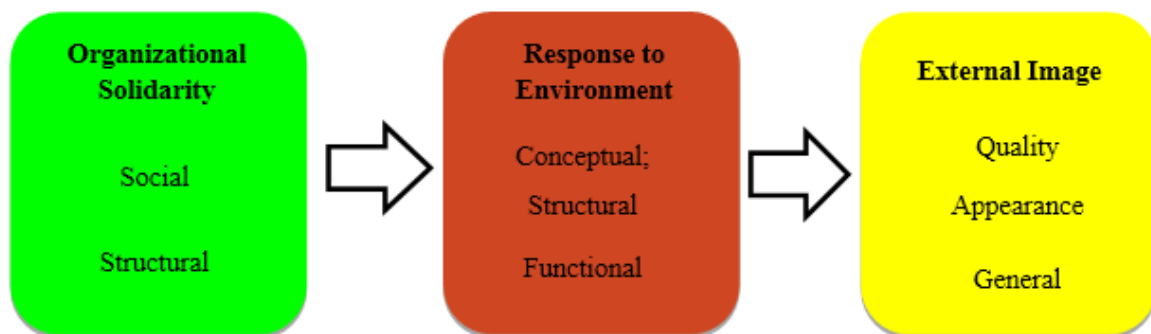 Organizational
Solidarity
Social
Structural
Response to
Environment
Conceptual;
Structural
Functional
External Image
Quality
Appearance
General